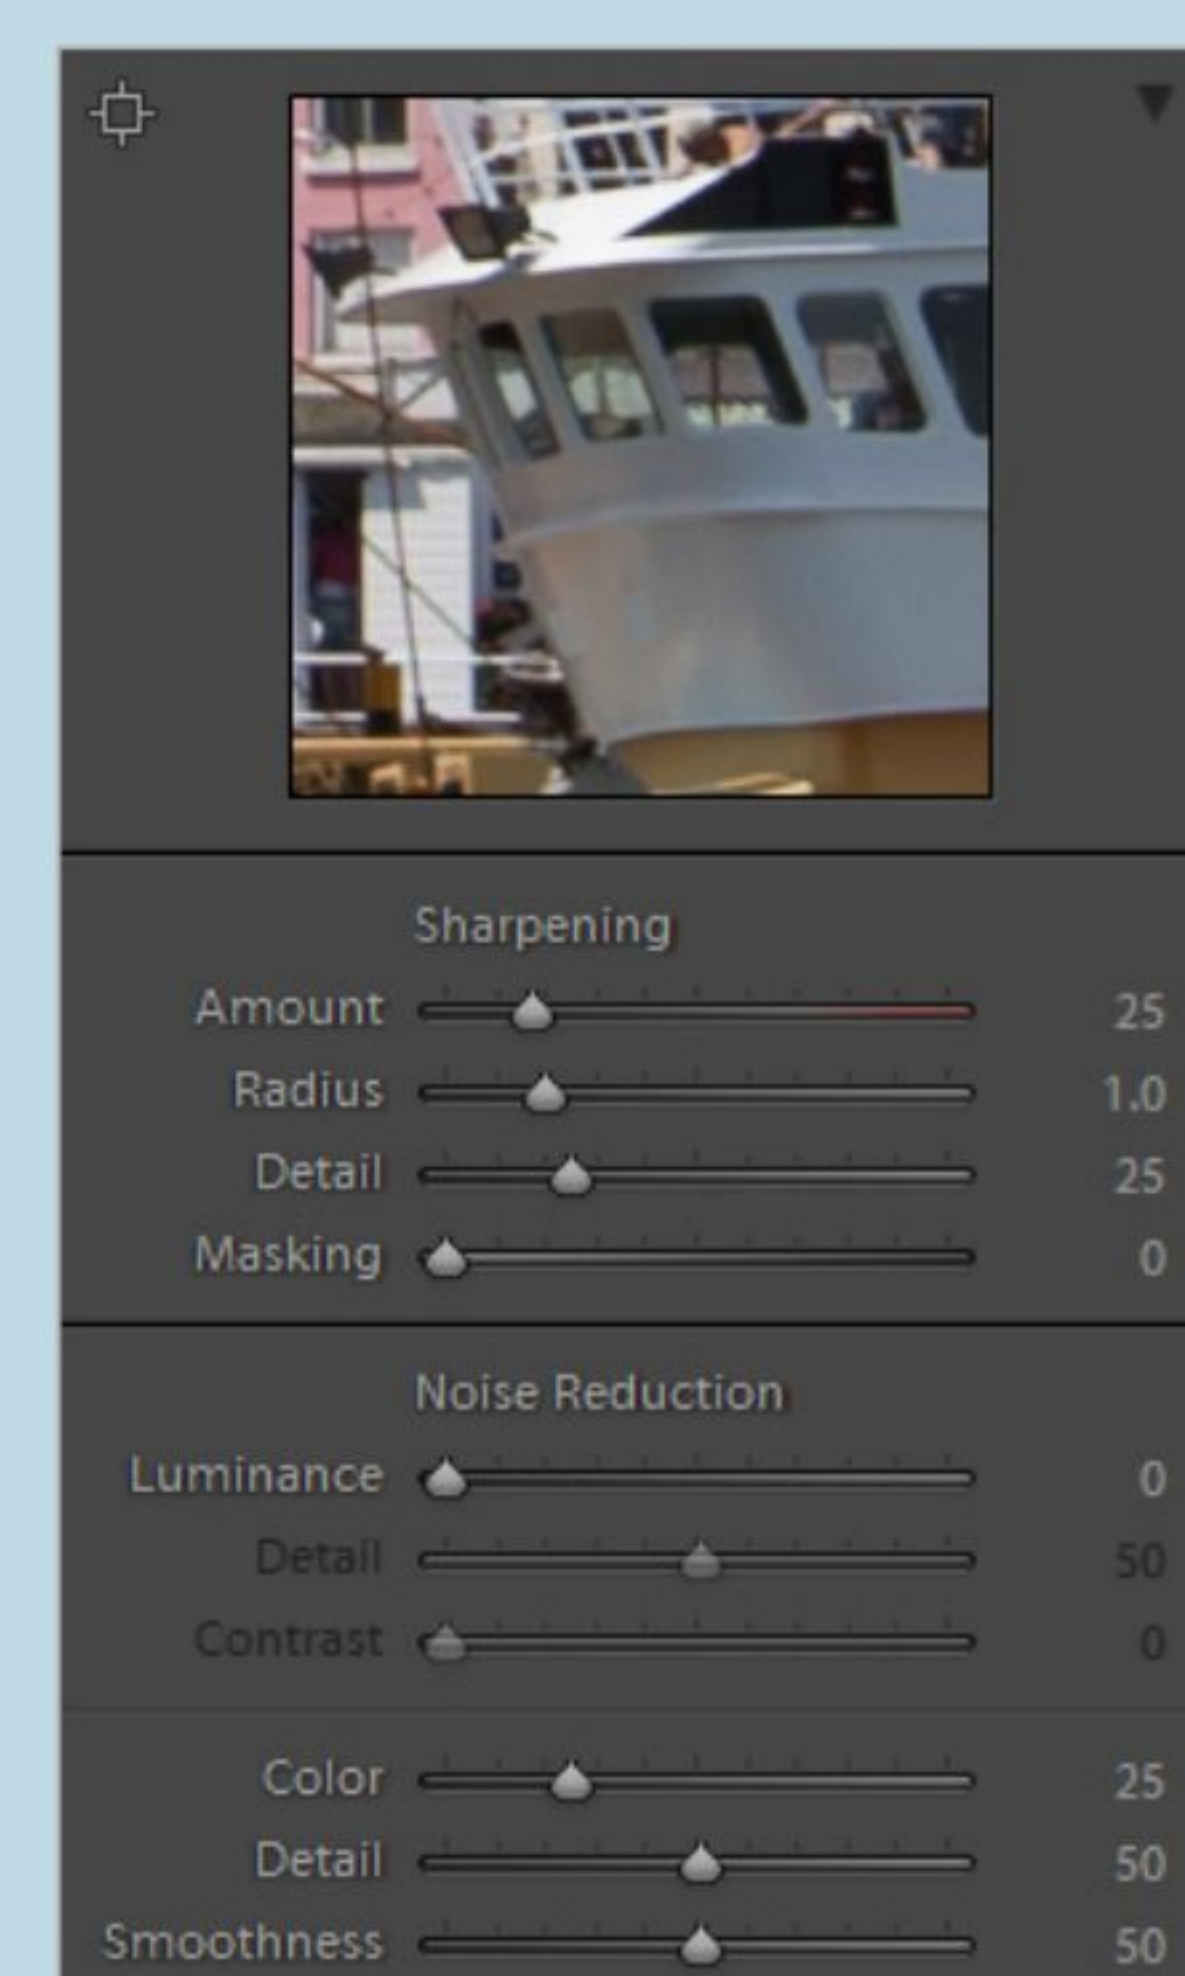 Sharpening
Amount 25
Radius 1.0
Detail 25
Masking 0
Noise Reduction
Luminance 0
Detail 50
Contrast 0
Color 25
Detail 50
Smoothness 50